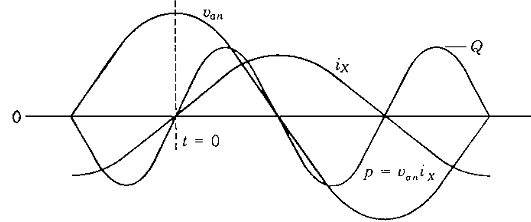 v_an
i_X
Q
0
t = 0
p = v_an i_X